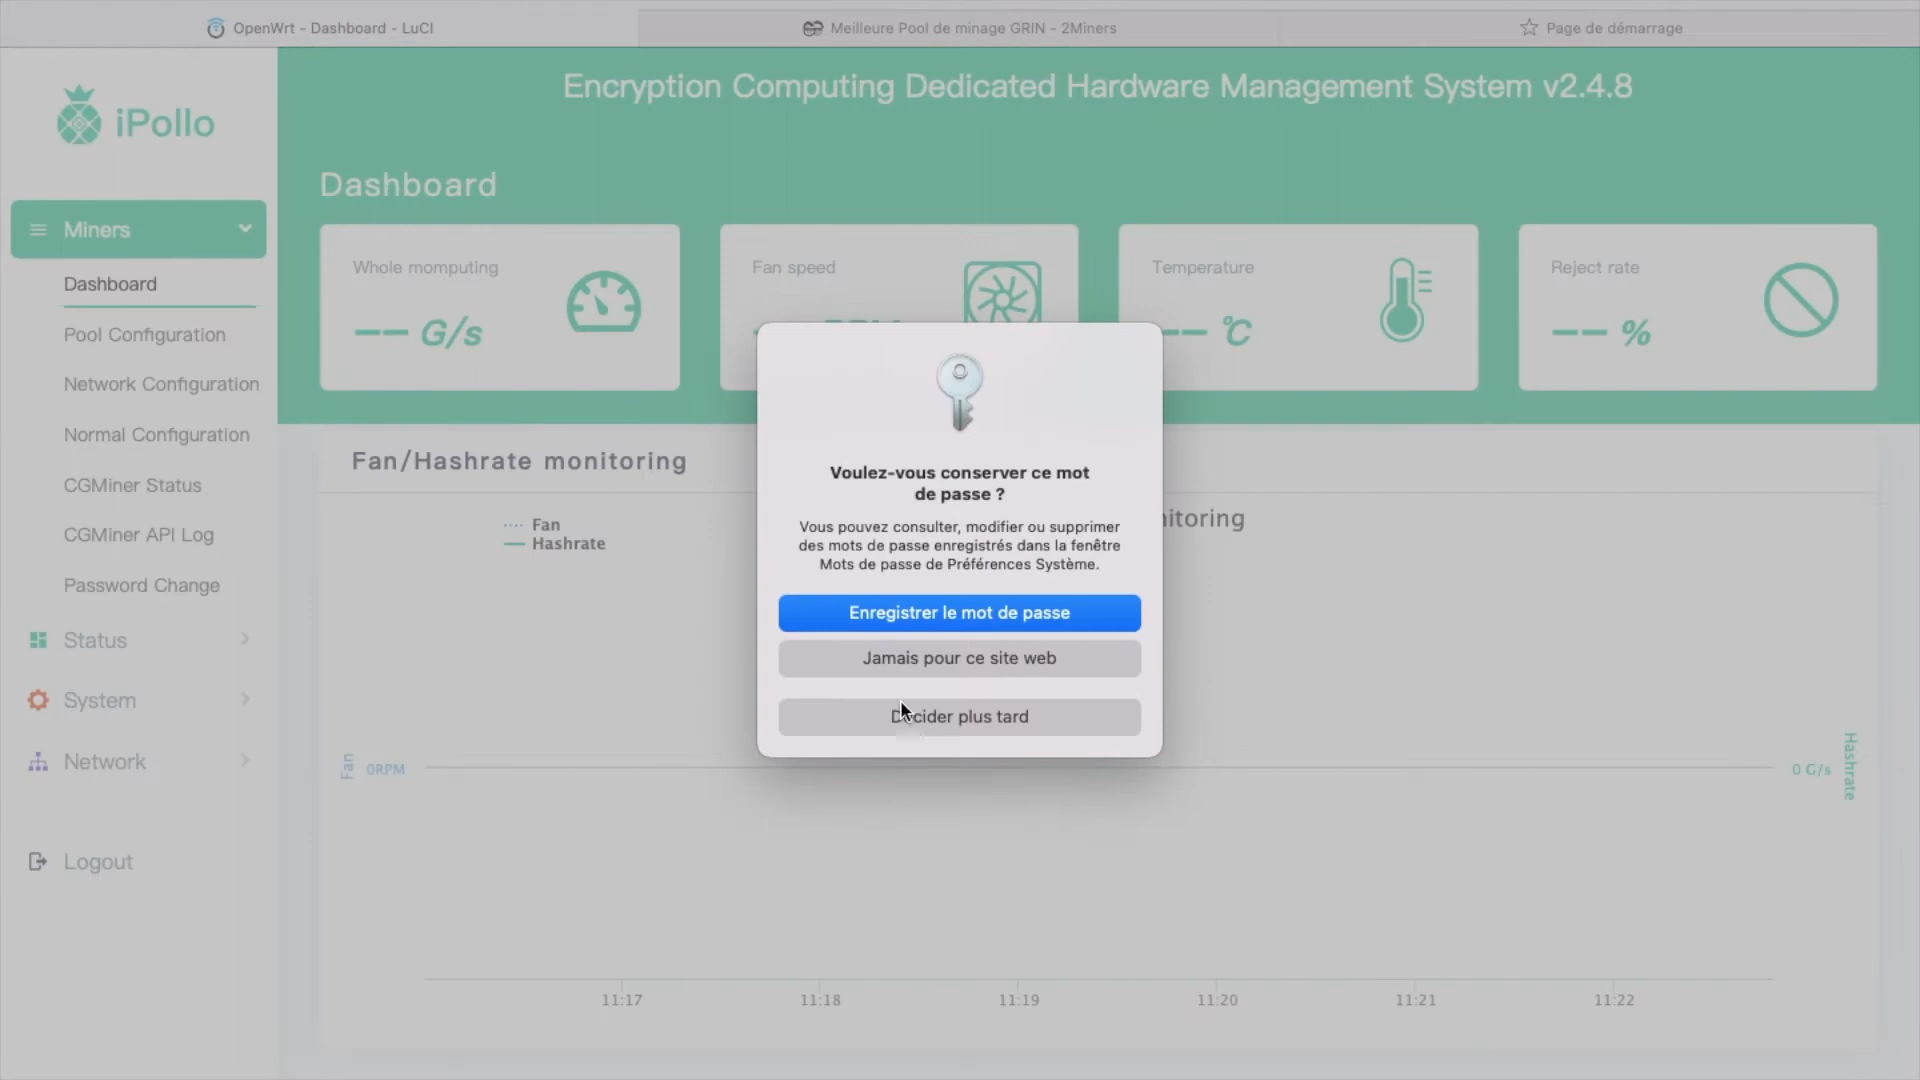 OpenWrt - Dashboard - LuCI
Meilleure Pool de minage GRIN - 2Miners
Page de démarrage
iPollo
Encryption Computing Dedicated Hardware Management System v2.4.8
Dashboard
Miners
Dashboard
Pool Configuration
Network Configuration
Normal Configuration
CGMiner Status
CGMiner API Log
Password Change
Status
System
Network
Logout
Whole momputing
-- G/s
Fan speed
Temperature
-- ℃
Reject rate
-- %
Fan/Hashrate monitoring
Fan
Hashrate
itoring
Voulez-vous conserver ce mot
de passe ?
Vous pouvez consulter, modifier ou supprimer
des mots de passe enregistrés dans la fenêtre
Mots de passe de Préférences Système.
Enregistrer le mot de passe
Jamais pour ce site web
Décider plus tard
Fan
0RPM
0 G/s
Hashrate
11:17
11:18
11:19
11:20
11:21
11:22